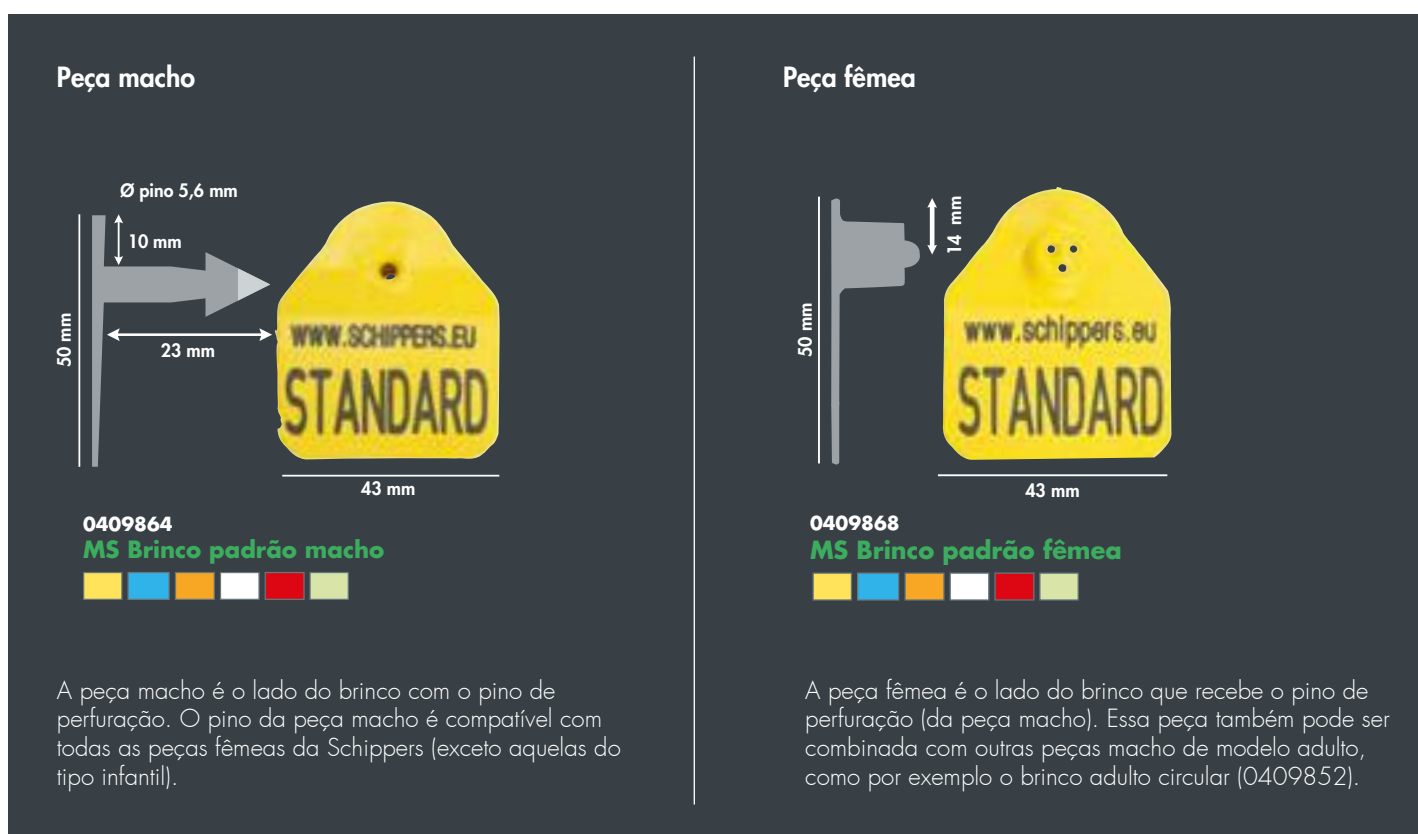 Peça macho
Ø pino 5,6 mm
10 mm
50 mm
23 mm
WWW.SCHIPPERS.EU
STANDARD
43 mm
0409864
MS Brinco padrão macho
A peça macho é o lado do brinco com o pino de
perfuração. O pino da peça macho é compatível com
todas as peças fêmeas da Schippers (exceto aquelas do
tipo infantil).
Peça fêmea
14 mm
50 mm
www.schippers.eu
STANDARD
43 mm
0409868
MS Brinco padrão fêmea
A peça fêmea é o lado do brinco que recebe o pino de
perfuração (da peça macho). Essa peça também pode ser
combinada com outras peças macho de modelo adulto,
como por exemplo o brinco adulto circular (0409852).